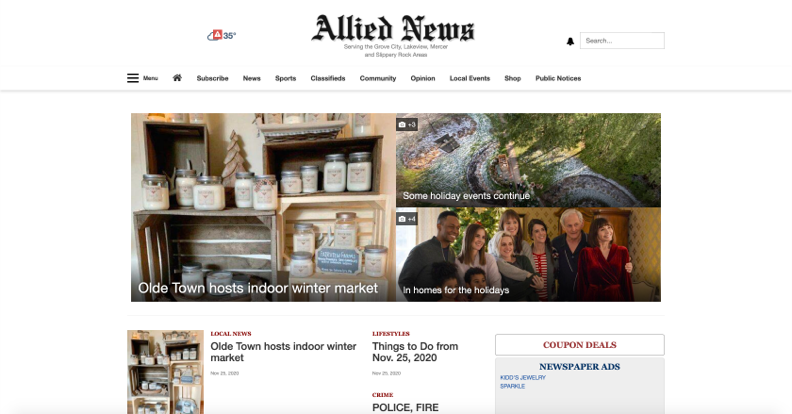 35°
Allied News
Serving the Grove City, Lakeview, Mercer
and Slippery Rock Areas
Search...
Menu
Subscribe
News
Sports
Classifieds
Community
Opinion
Local Events
Shop
Public Notices
+3
Some holiday events continue
+4
Olde Town hosts indoor winter market
In homes for the holidays
LOCAL NEWS
Olde Town hosts indoor winter
market
Nov 25, 2020
LIFESTYLES
Things to Do from
Nov. 25, 2020
Nov 25, 2020
CRIME
POLICE, FIRE
COUPON DEALS
NEWSPAPER ADS
KIDD'S JEWELRY
SPARKLE